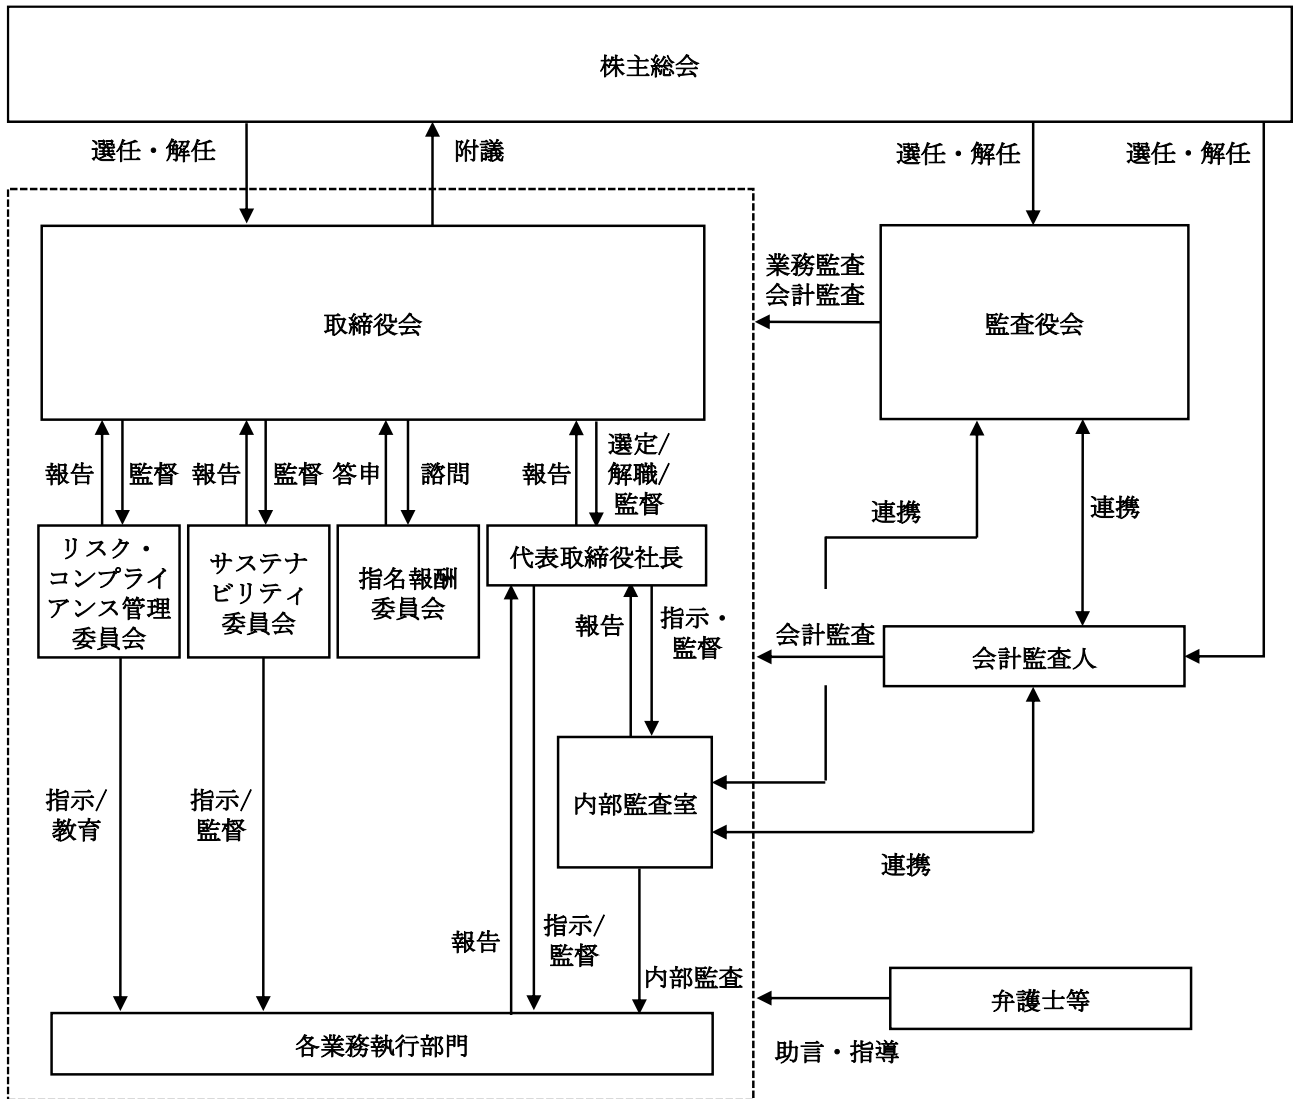 株主総会
選任・解任
附議
選任・解任
選任・解任
業務監査
会計監査
取締役会
監査役会
報告
監督
報告
監督
答申
諮問
報告
選定/
解職/
監督
連携
連携
リスク・
コンプライ
アンス管理
委員会
サステナ
ビリティ
委員会
指名報酬
委員会
代表取締役社長
報告
指示・
監督
会計監査
会計監査人
指示/
教育
指示/
監督
内部監査室
連携
報告
指示/
監督
内部監査
弁護士等
各業務執行部門
助言・指導